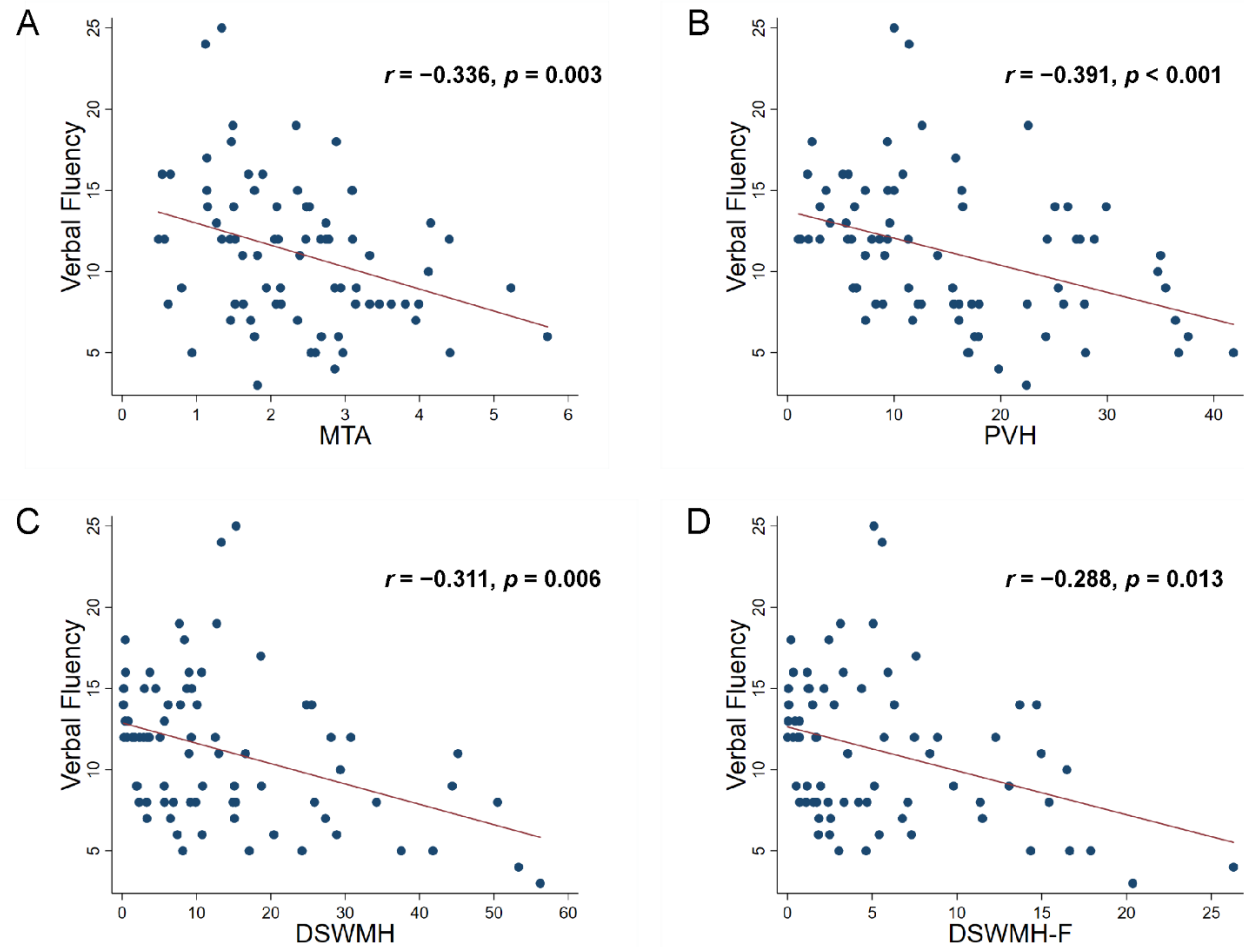 A
25
20
15
10
5
Verbal Fluency
r = −0.336, p = 0.003
0 1 2 3 4 5 6
MTA
B
25
20
15
10
5
Verbal Fluency
r = −0.391, p < 0.001
0 10 20 30 40
PVH
C
25
20
15
10
5
Verbal Fluency
r = −0.311, p = 0.006
0 10 20 30 40 50 60
DSWMH
D
25
20
15
10
5
Verbal Fluency
r = −0.288, p = 0.013
0 5 10 15 20 25
DSWMH-F